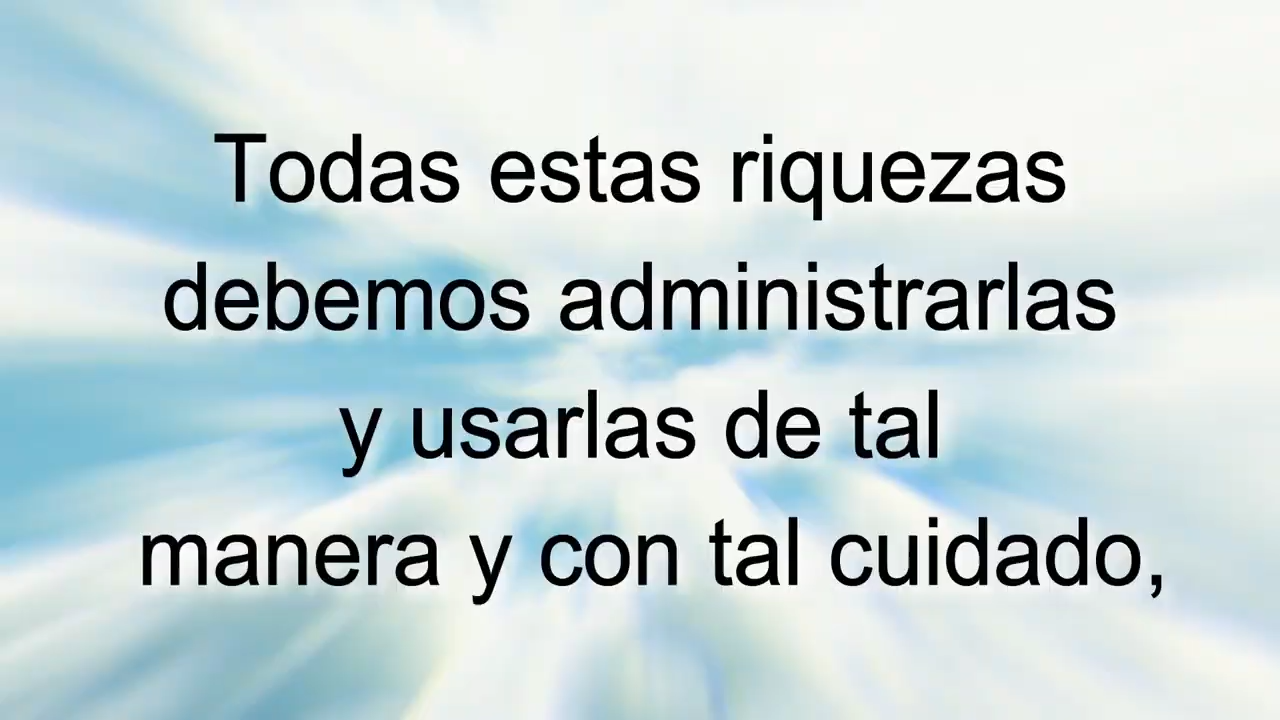 Todas estas riquezas
debemos administrarlas
y usarlas de tal
manera y con tal cuidado,